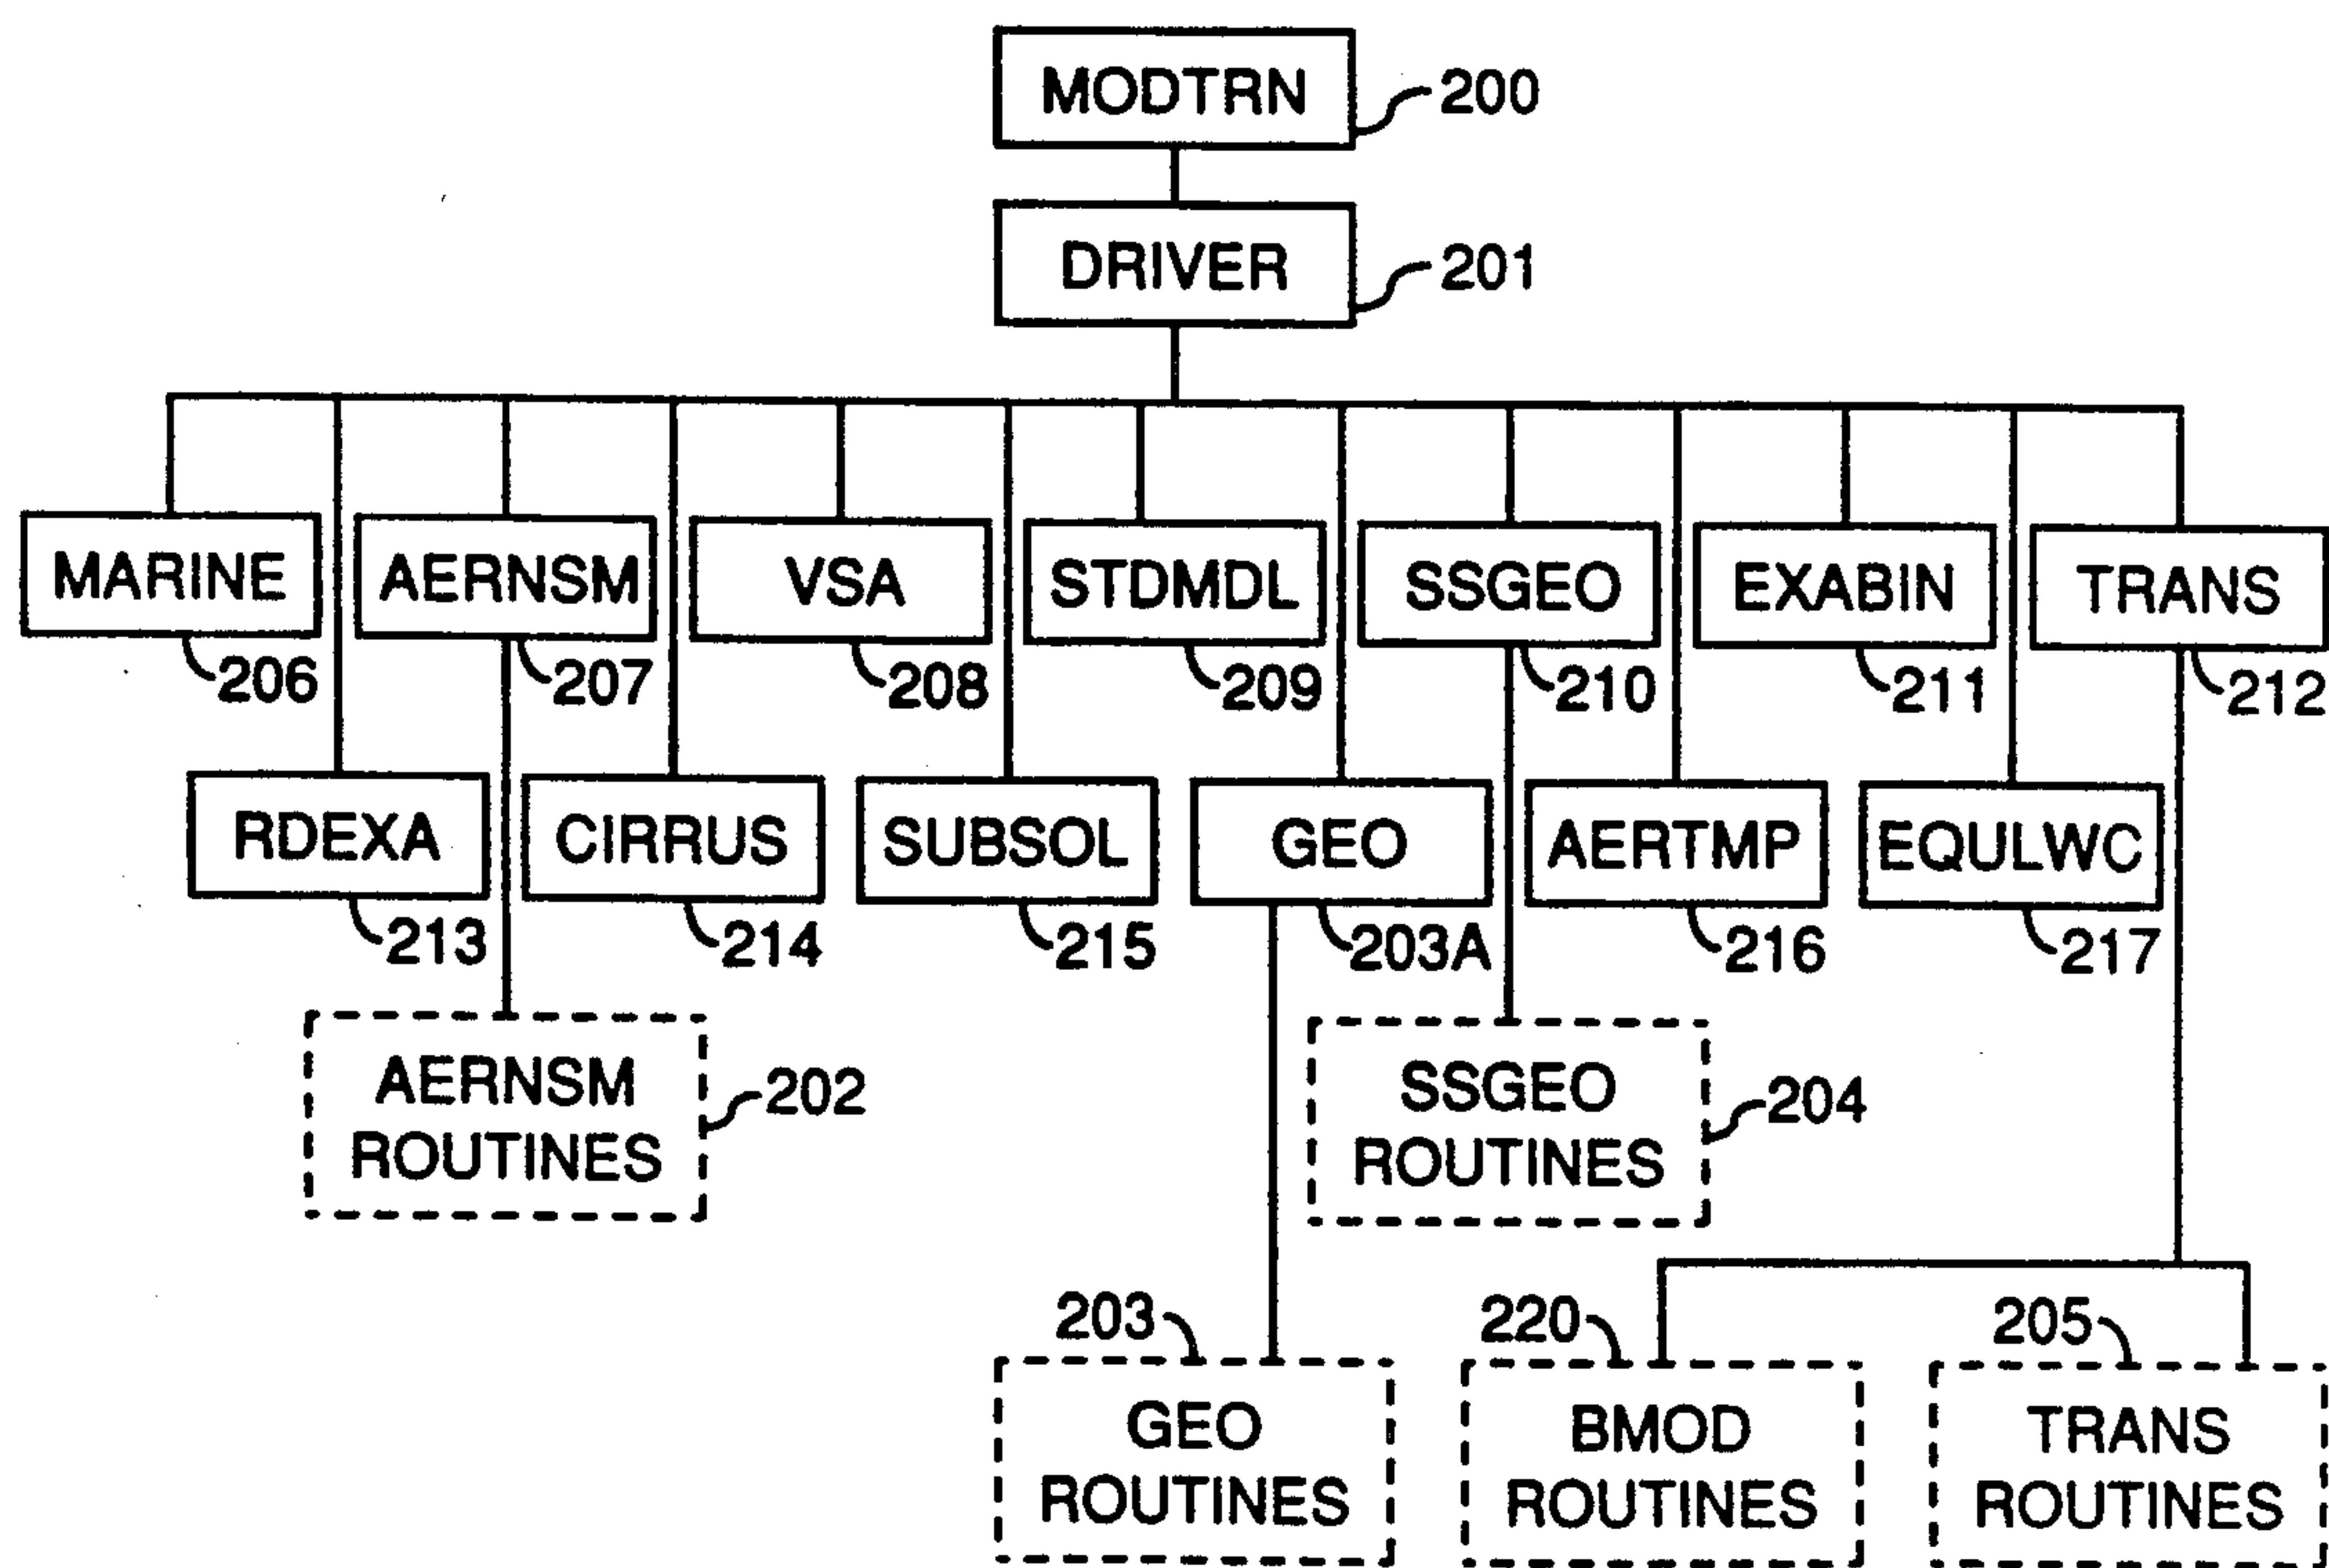 MODTRN
200
DRIVER
201
MARINE
AERNSM
VSA
STDMDL
SSGEO
EXABIN
TRANS
206
207
208
209
210
211
212
RDEXA
CIRRUS
SUBSOL
GEO
AERTMP
EQULWC
213
214
215
203A
216
217
AERNSM
ROUTINES
202
SSGEO
ROUTINES
204
203
220
205
GEO
ROUTINES
BMOD
ROUTINES
TRANS
ROUTINES